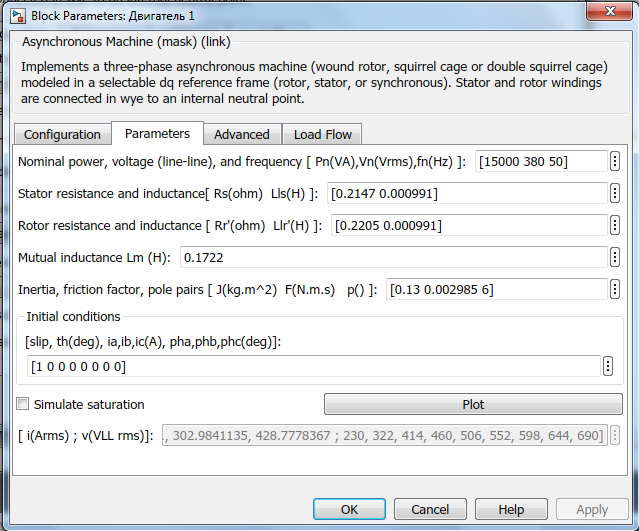 Block Parameters: Двигатель 1
Asynchronous Machine (mask) (link)
Implements a three-phase asynchronous machine (wound rotor, squirrel cage or double squirrel cage)
modeled in a selectable dq reference frame (rotor, stator, or synchronous). Stator and rotor windings
are connected in wye to an internal neutral point.
Configuration Parameters Advanced Load Flow
Nominal power, voltage (line-line), and frequency [ Pn(VA),Vn(Vrms),fn(Hz) ]: [15000 380 50]
Stator resistance and inductance[ Rs(ohm) Lls(H) ]: [0.2147 0.000991]
Rotor resistance and inductance [ Rr'(ohm) Llr'(H) ]: [0.2205 0.000991]
Mutual inductance Lm (H): 0.1722
Inertia, friction factor, pole pairs [ J(kg.m^2) F(N.m.s) p() ]: [0.13 0.002985 6]
Initial conditions
[slip, th(deg), ia,ib,ic(A), pha,phb,phc(deg)]:
[1 0 0 0 0 0 0 0]
Simulate saturation Plot
[ i(Arms) ; v(VLL rms)]: ., 302.9841135, 428.7778367 ; 230, 322, 414, 460, 506, 552, 598, 644, 690]
OK Cancel Help Apply